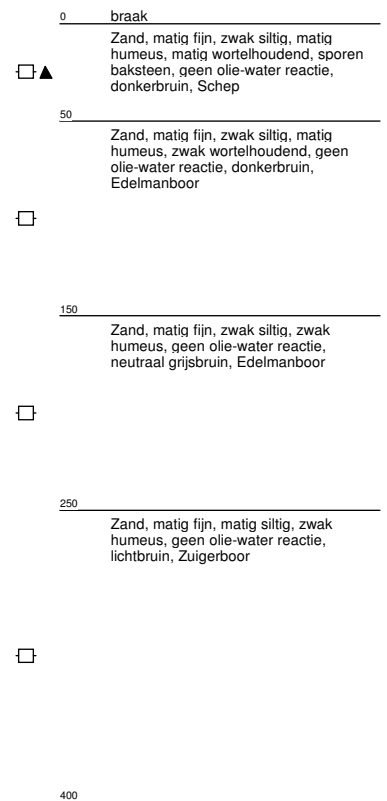 0 braak
Zand, matig fijn, zwak siltig, matig
humeus, matig wortelhoudend, sporen
baksteen, geen olie-water reactie,
donkerbruin, Schep
50
Zand, matig fijn, zwak siltig, matig
humeus, zwak wortelhoudend, geen
olie-water reactie, donkerbruin,
Edelmanboor
150
Zand, matig fijn, zwak siltig, zwak
humeus, geen olie-water reactie,
neutraal grijsbruin, Edelmanboor
250
Zand, matig fijn, matig siltig, zwak
humeus, geen olie-water reactie,
lichtbruin, Zuigerboor
400